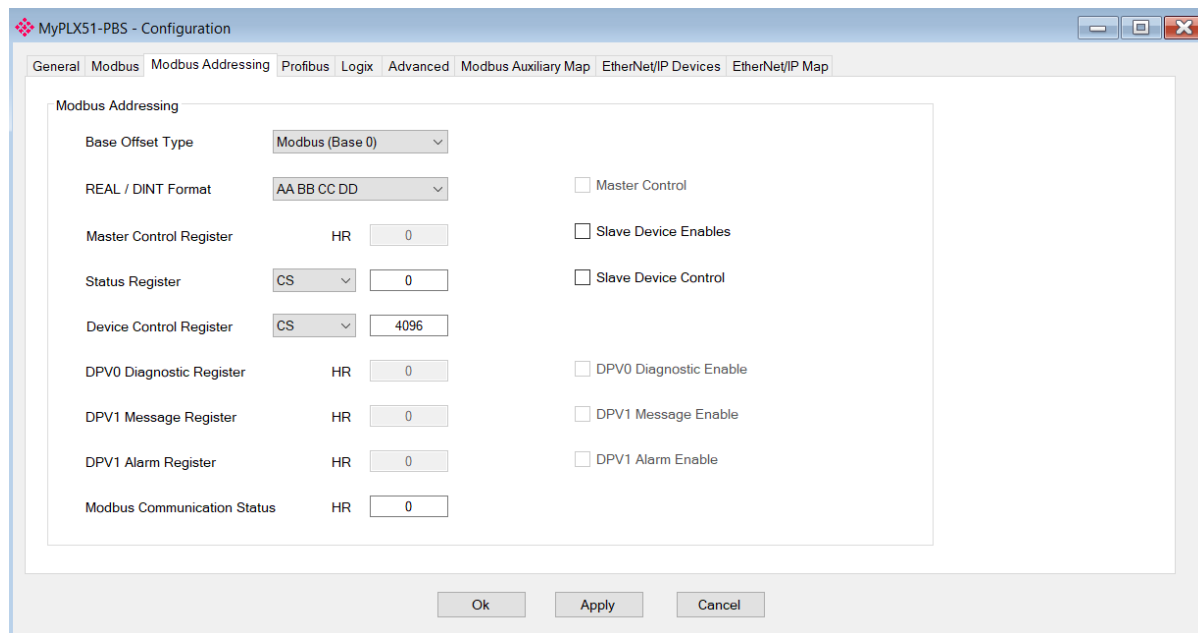 MyPLX51-PBS - Configuration
General Modbus Modbus Addressing Profibus Logix Advanced Modbus Auxiliary Map EtherNet/IP Devices EtherNet/IP Map
Modbus Addressing
Base Offset Type Modbus (Base 0)
REAL / DINT Format AA BB CC DD Master Control
Master Control Register HR 0 Slave Device Enables
Status Register CS 0 Slave Device Control
Device Control Register CS 4096
DPV0 Diagnostic Register HR 0 DPV0 Diagnostic Enable
DPV1 Message Register HR 0 DPV1 Message Enable
DPV1 Alarm Register HR 0 DPV1 Alarm Enable
Modbus Communication Status HR 0
Ok Apply Cancel